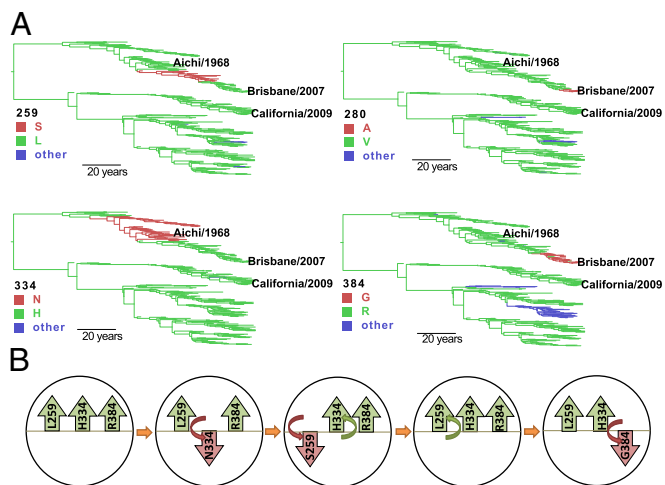 A
Aichi/1968
Brisbane/2007
California/2009
259
S
L
other
20 years
Aichi/1968
Brisbane/2007
California/2009
280
A
V
other
20 years
Aichi/1968
Brisbane/2007
California/2009
334
N
H
other
20 years
Aichi/1968
Brisbane/2007
California/2009
384
G
R
other
20 years
B
L259
H334
R384
L259
N334
R384
S259
H334
R384
L259
H334
R384
L259
H334
G384